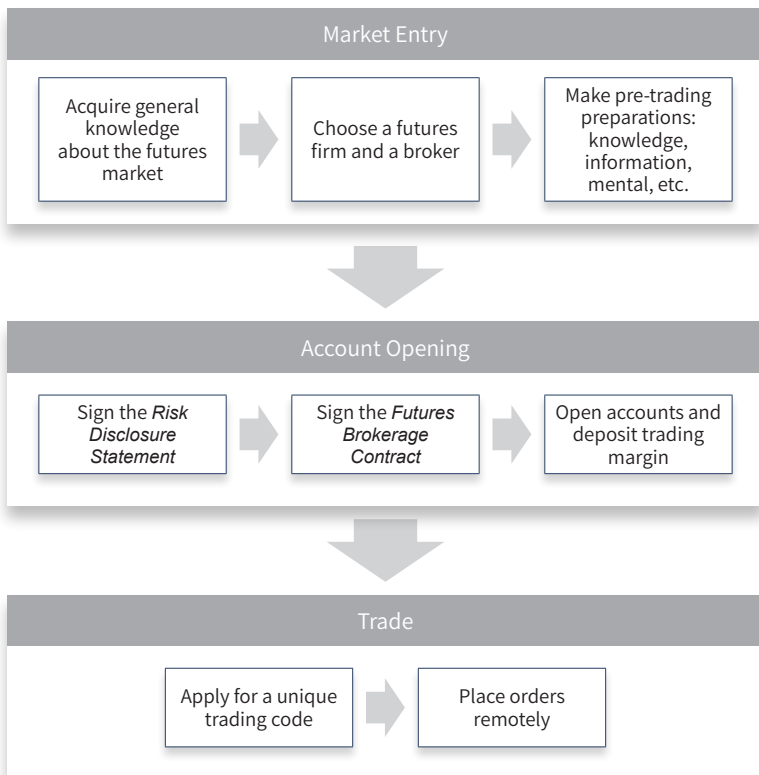 Market Entry
Acquire general
knowledge
about the futures
market
Choose a futures
firm and a broker
Make pre-trading
preparations:
knowledge,
information,
mental, etc.
Account Opening
Sign the Risk
Disclosure
Statement
Sign the Futures
Brokerage
Contract
Open accounts and
deposit trading
margin
Trade
Apply for a unique
trading code
Place orders
remotely